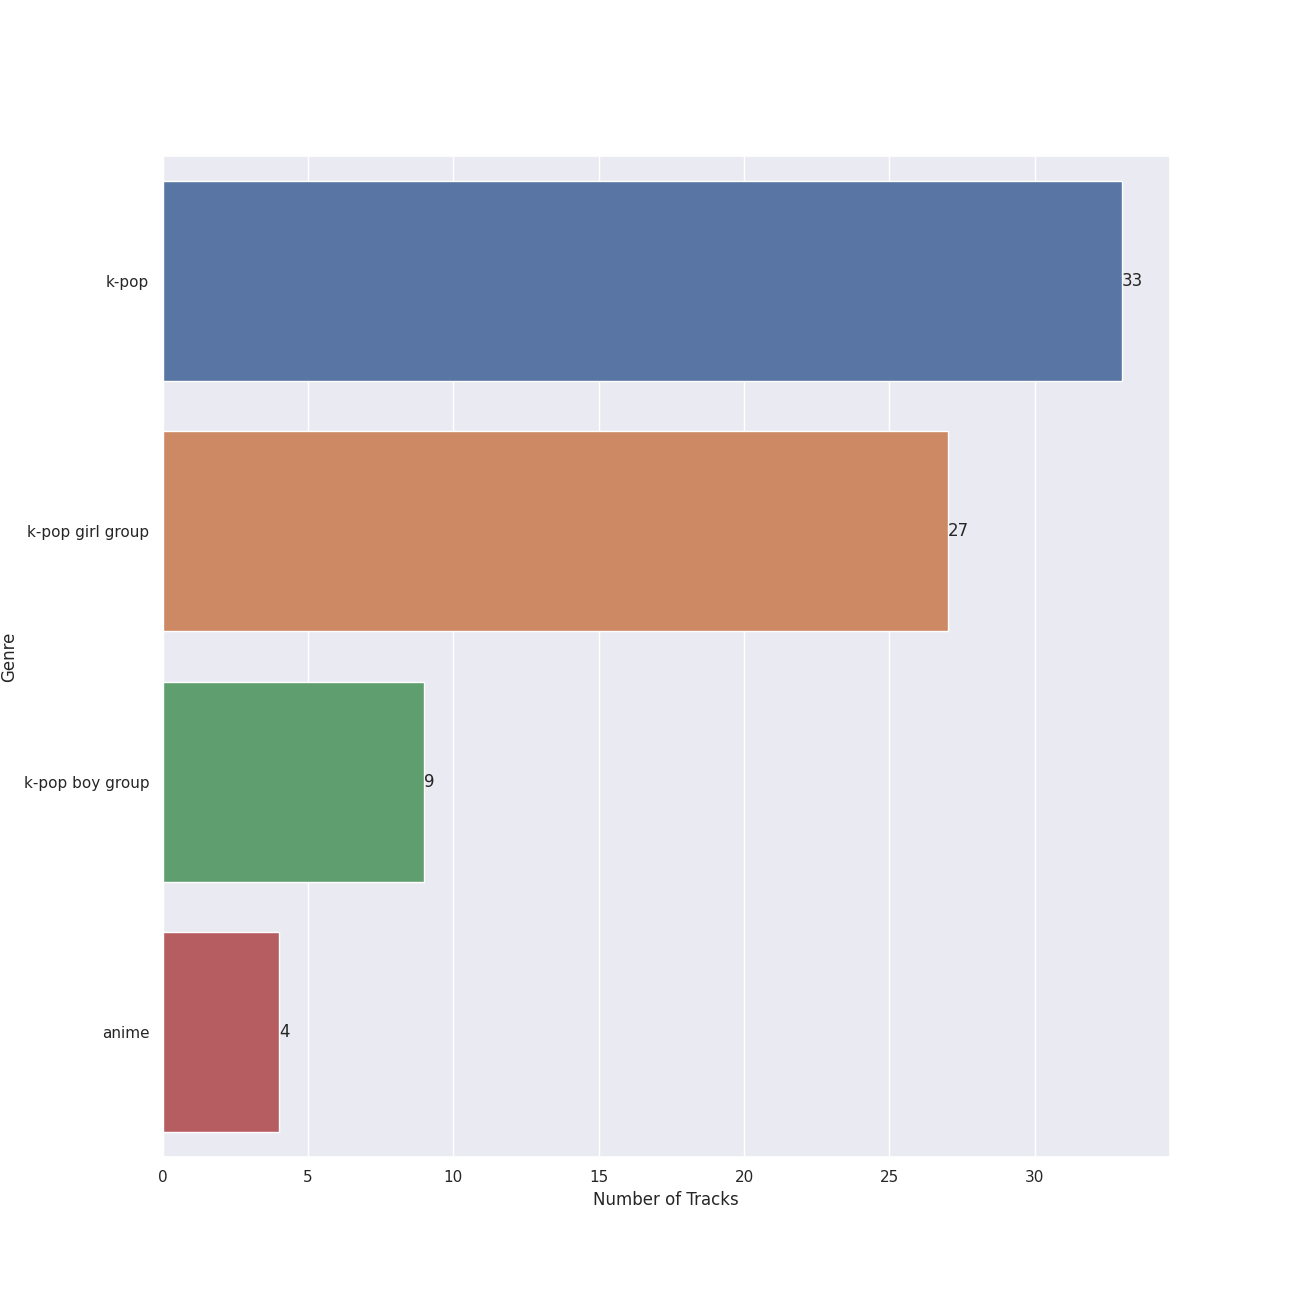 k-pop
33
k-pop girl group
27
Genre
k-pop boy group
9
anime
4
0 5 10 15 20 25 30
Number of Tracks